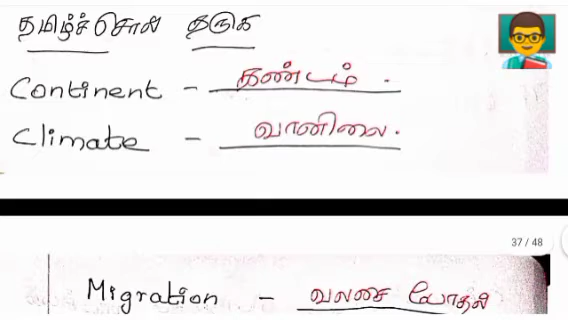 தமிழ்ச்சொல் தருக
Continent - கண்டம்.
Climate - வானிலை.
37 / 48
Migration - வலசை போதல்